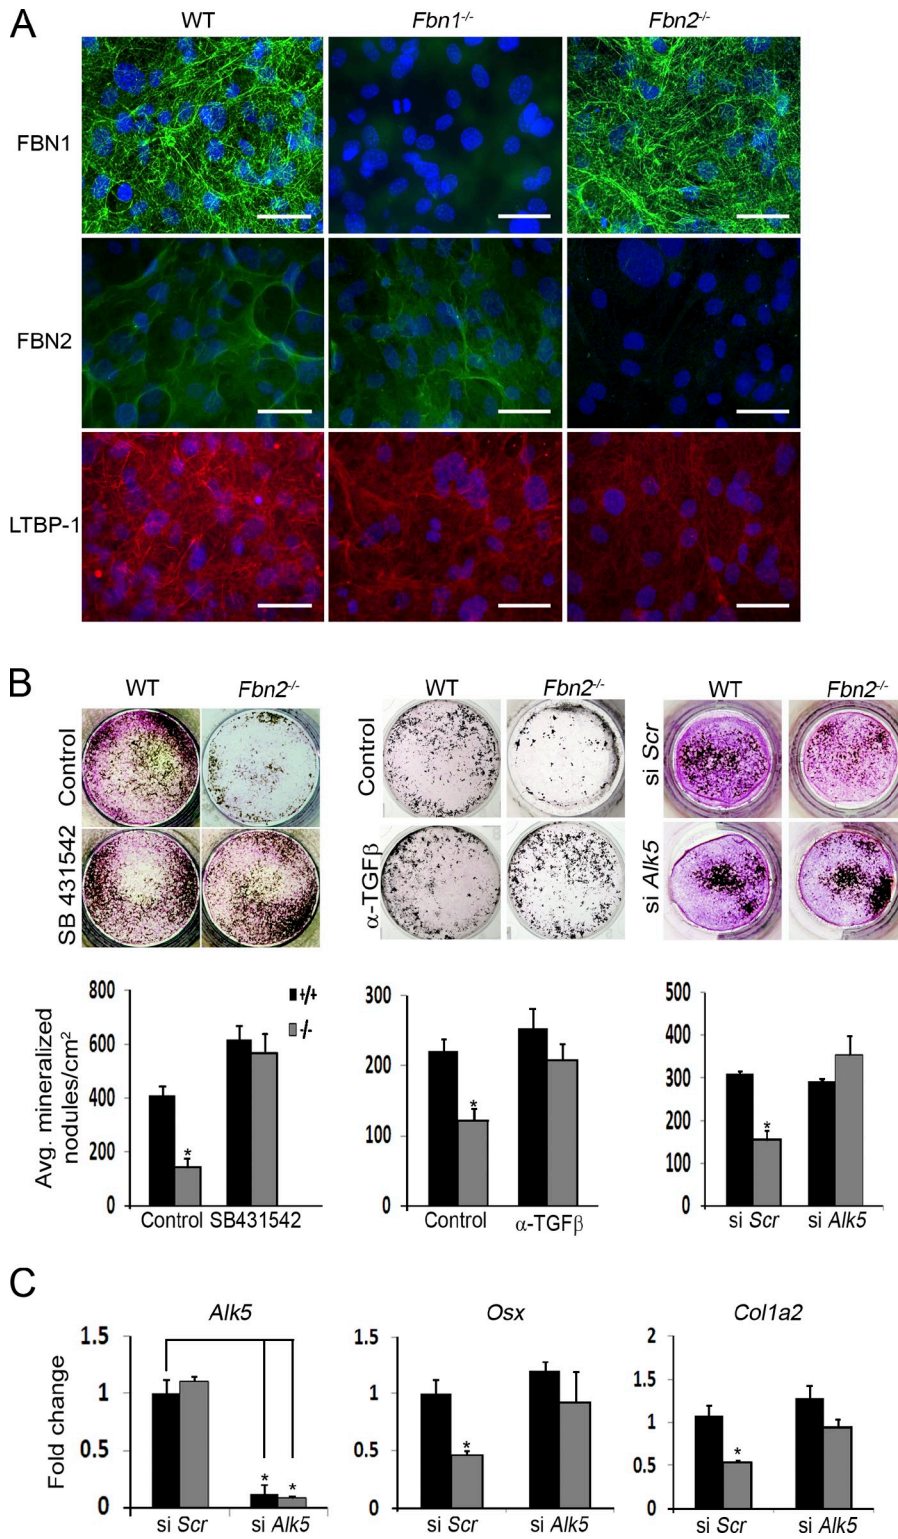 A
WT Fbn1-/- Fbn2-/-
FBN1
FBN2
LTBP-1
B
WT Fbn2-/- WT Fbn2-/- WT Fbn2-/-
Control
SB 431542
Control
α-TGFβ
si Scr
si Alk5
Avg. mineralized
nodules/cm2
800
600
400
200
0
+/+
-/-
*
Control SB431542
300
200
100
0
*
Control α-TGFβ
500
400
300
200
100
0
*
si Scr si Alk5
C
Alk5 Osx Col1a2
Fold change
1.5
1
0.5
0
* *
si Scr si Alk5
1.5
1
0.5
0
*
si Scr si Alk5
2
1.5
1
0.5
0
*
si Scr si Alk5